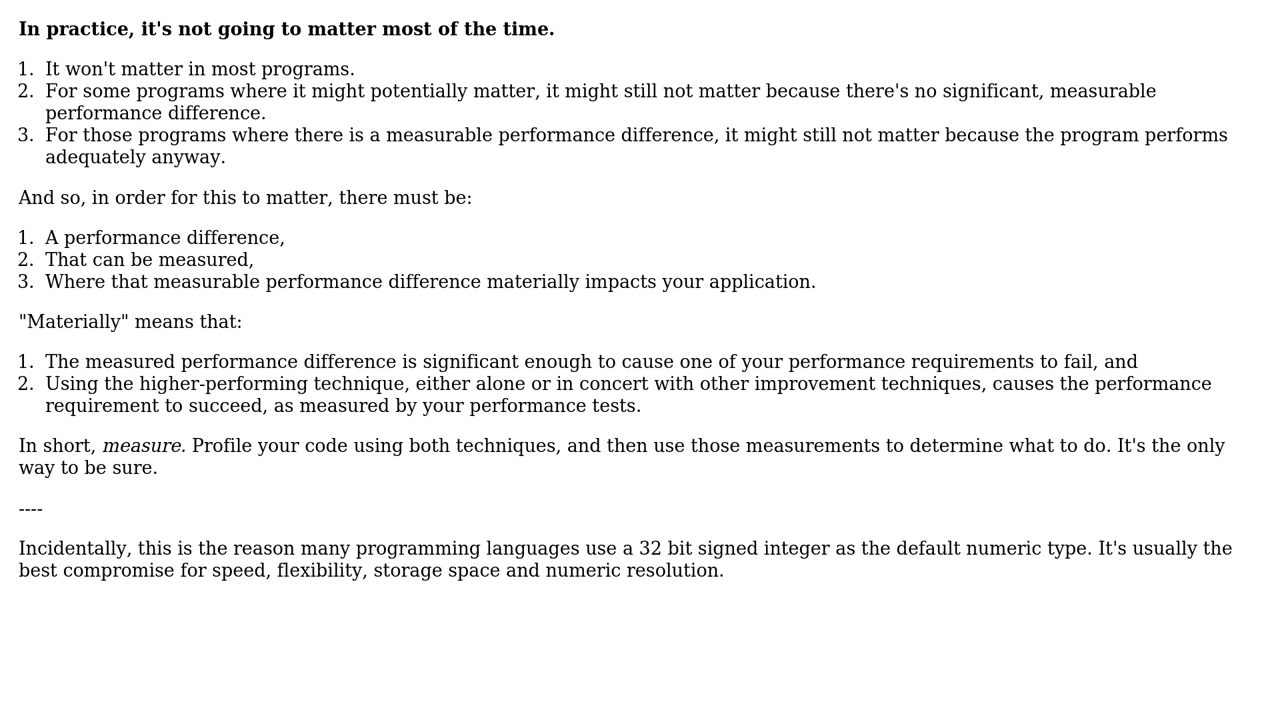 In practice, it's not going to matter most of the time.
1. It won't matter in most programs.
2. For some programs where it might potentially matter, it might still not matter because there's no significant, measurable
performance difference.
3. For those programs where there is a measurable performance difference, it might still not matter because the program performs
adequately anyway.
And so, in order for this to matter, there must be:
1. A performance difference,
2. That can be measured,
3. Where that measurable performance difference materially impacts your application.
"Materially" means that:
1. The measured performance difference is significant enough to cause one of your performance requirements to fail, and
2. Using the higher-performing technique, either alone or in concert with other improvement techniques, causes the performance
requirement to succeed, as measured by your performance tests.
In short, measure. Profile your code using both techniques, and then use those measurements to determine what to do. It's the only
way to be sure.
----
Incidentally, this is the reason many programming languages use a 32 bit signed integer as the default numeric type. It's usually the
best compromise for speed, flexibility, storage space and numeric resolution.